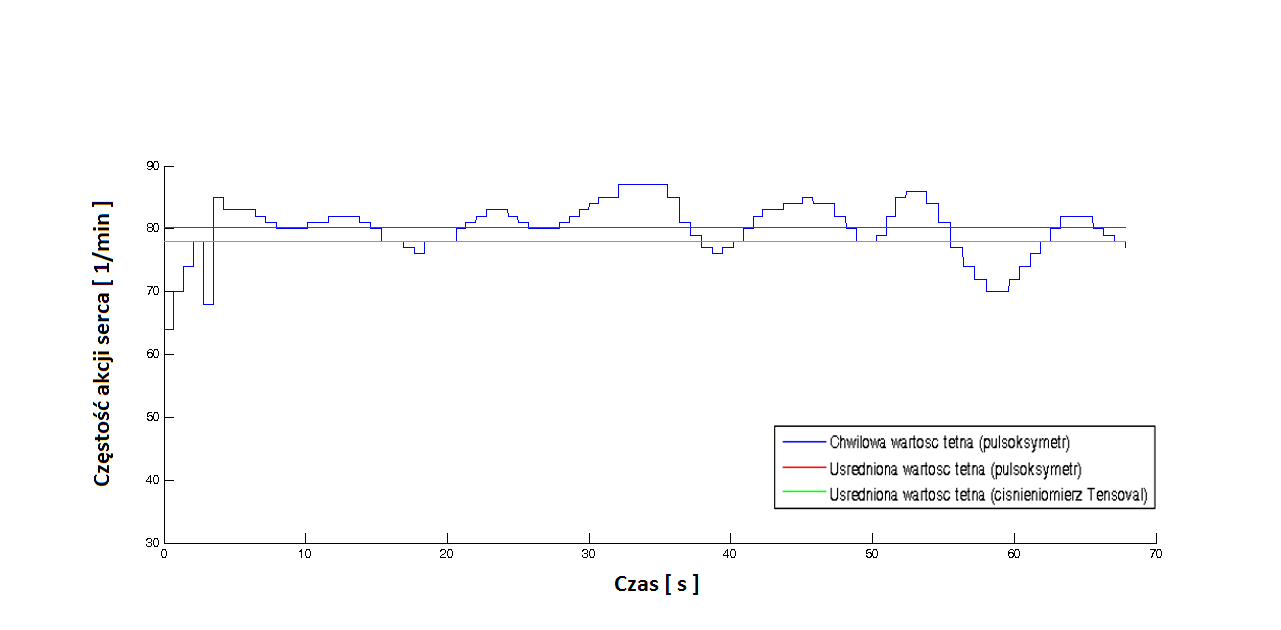 Częstość akcji serca [ 1/min ]
90
80
70
60
50
40
30
0 10 20 30 40 50 60 70
Czas [ s ]
Chwilowa wartosc tetna (pulsoksymetr)
Usredniona wartosc tetna (pulsoksymetr)
Usredniona wartosc tetna (cisnieniomierz Tensoval)